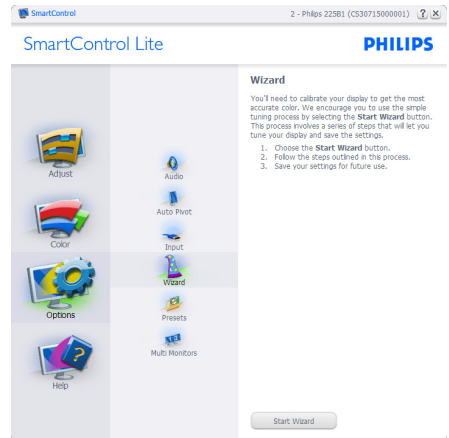 SmartControl
2 - Philips 225B1 (CS30715000001)
SmartControl Lite
PHILIPS
Adjust
Color
Options
Help
Audio
Auto Pivot
Input
Wizard
Presets
Multi Monitors
Wizard
You'll need to calibrate your display to get the most
accurate color. We encourage you to use the simple
tuning process by selecting the Start Wizard button.
This process involves a series of steps that will let you
tune your display and save the settings.
1. Choose the Start Wizard button.
2. Follow the steps outlined in this process.
3. Save your settings for future use.
Start Wizard